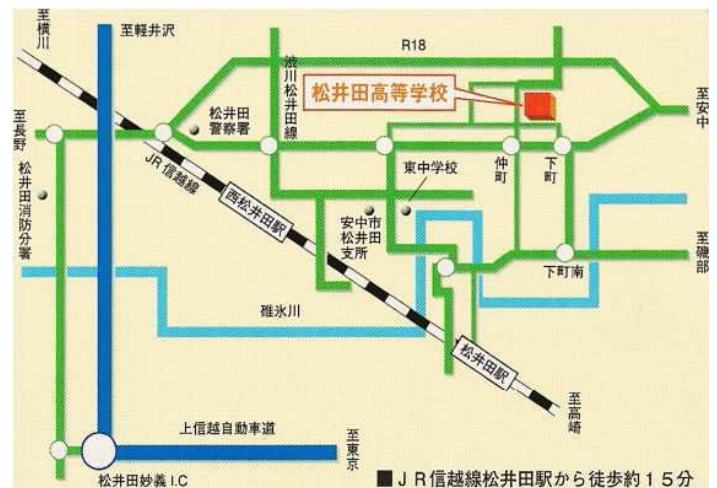 至横川
至軽井沢
R18
渋川松井田線
松井田高等学校
至安中
至長野
松井田
警察署
JR信越線
松井田消防分署
西松井田駅
東中学校
仲町
下町
安中市
松井田
支所
至磯部
下町南
碓氷川
松井田駅
至高崎
上信越自動車道
至東京
松井田妙義I.C
■JR信越線松井田駅から徒歩約15分